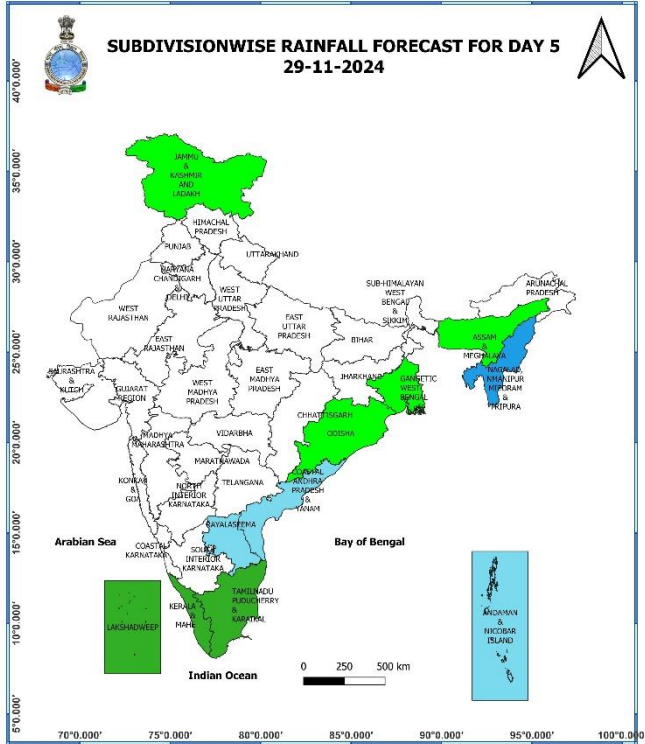 SUBDIVISIONWISE RAINFALL FORECAST FOR DAY 5
29-11-2024
40°0.000'
35°0.000'
30°0.000'
25°0.000'
20°0.000'
15°0.000'
10°0.000'
5°0.000'
JAMMU
&
KASHMIR
AND
LADAKH
HIMACHAL
PRADESH
PUNJAB
UTTARAKHAND
HARYANA
CHANDIGARH
&
DELHI
WEST
UTTAR
PRADESH
SUB-HIMALAYAN
WEST
BENGAL
&
SIKKIM
ARUNACHAL
PRADESH
WEST
RAJASTHAN
EAST
RAJASTHAN
EAST
UTTAR
PRADESH
BIHAR
ASSAM
&
MEGHALAYA
NAGALAD,
NMANIPUR
MIZORAM
&
TRIPURA
SAURASHTRA
&
KUTCH
GUJARAT
REGION
WEST
MADHYA
PRADESH
EAST
MADHYA
PRADESH
JHARKHAND
GANGETIC
WEST
BENGAL
CHHATTISGARH
ODISHA
MADHYA
MAHARASHTRA
VIDARBHA
MARATHWADA
TELANGANA
COASTAL
ANDHRA
PRADESH
&
YANAM
KONKAN
&
GOA
NORTH
INTERIOR
KARNATAKA
RAYALASEEMA
COASTAL
KARNATAKA
SOUTH
INTERIOR
KARNATAKA
Arabian Sea
Bay of Bengal
LAKSHADWEEP
KERALA
&
MAHE
TAMILNADU
PUDUCHERRY
&
KARAIKAL
ANDAMAN
&
NICOBAR
ISLAND
Indian Ocean
0 250 500 km
70°0.000' 75°0.000' 80°0.000' 85°0.000' 90°0.000' 95°0.000' 100°0.000'